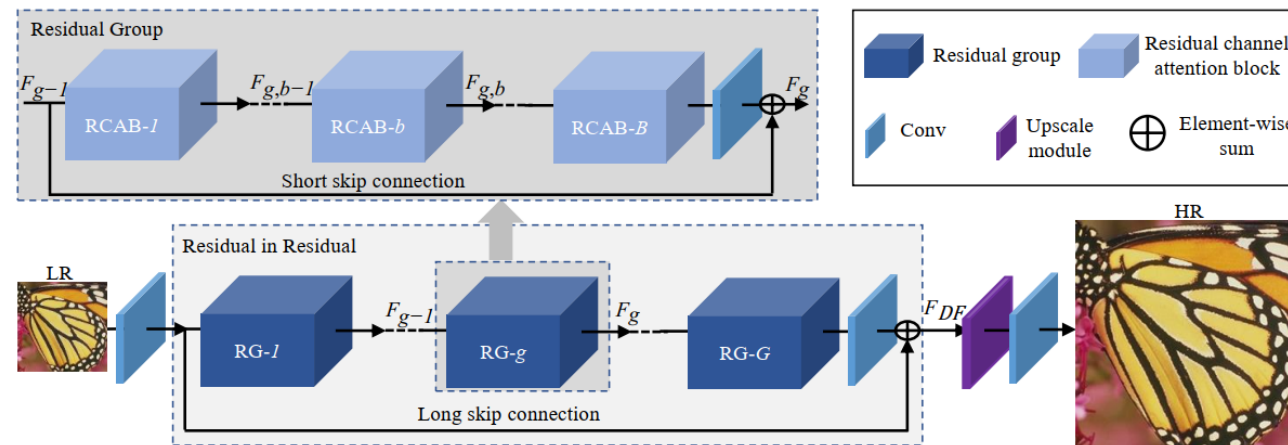 Residual Group
F_{g-1}
RCAB-1
F_{g,b-1}
RCAB-b
F_{g,b}
RCAB-B
F_g
Short skip connection
Residual group
Residual channel
attention block
Conv
Upscale
module
Element-wise
sum
Residual in Residual
LR
RG-1
F_{g-1}
RG-g
F_g
RG-G
F_{DF}
HR
Long skip connection